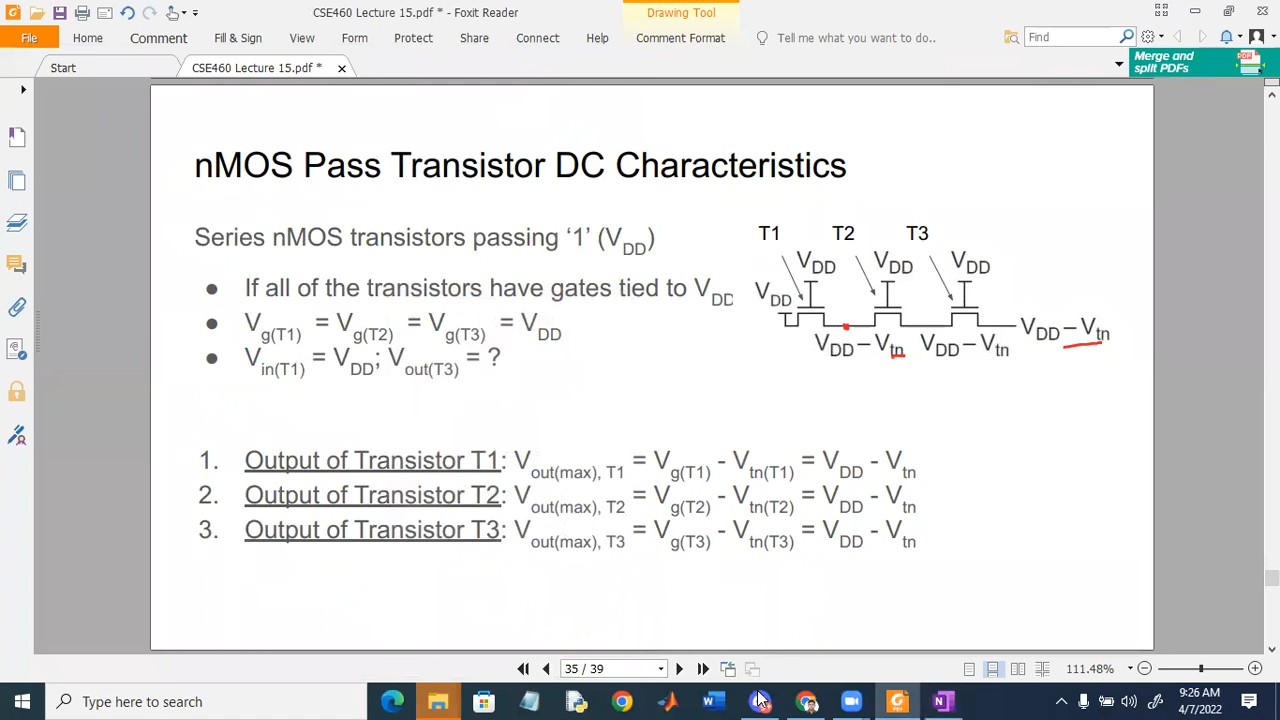 CSE460 Lecture 15.pdf * - Foxit Reader
Drawing Tool
File Home Comment Fill & Sign View Form Protect Share Connect Help Comment Format Tell me what you want to do.. Find
Start CSE460 Lecture 15.pdf *
Merge and
split PDFs
nMOS Pass Transistor DC Characteristics
Series nMOS transistors passing ‘1’ (VDD)
● If all of the transistors have gates tied to VDD
● Vg(T1) = Vg(T2) = Vg(T3) = VDD
● Vin(T1) = VDD; Vout(T3) = ?
T1 T2 T3
VDD VDD VDD
VDD
VDD – Vtn
VDD – Vtn VDD – Vtn
1. Output of Transistor T1: Vout(max), T1 = Vg(T1) - Vtn(T1) = VDD - Vtn
2. Output of Transistor T2: Vout(max), T2 = Vg(T2) - Vtn(T2) = VDD - Vtn
3. Output of Transistor T3: Vout(max), T3 = Vg(T3) - Vtn(T3) = VDD - Vtn
35 / 39
111.48%
Type here to search
9:26 AM
4/7/2022